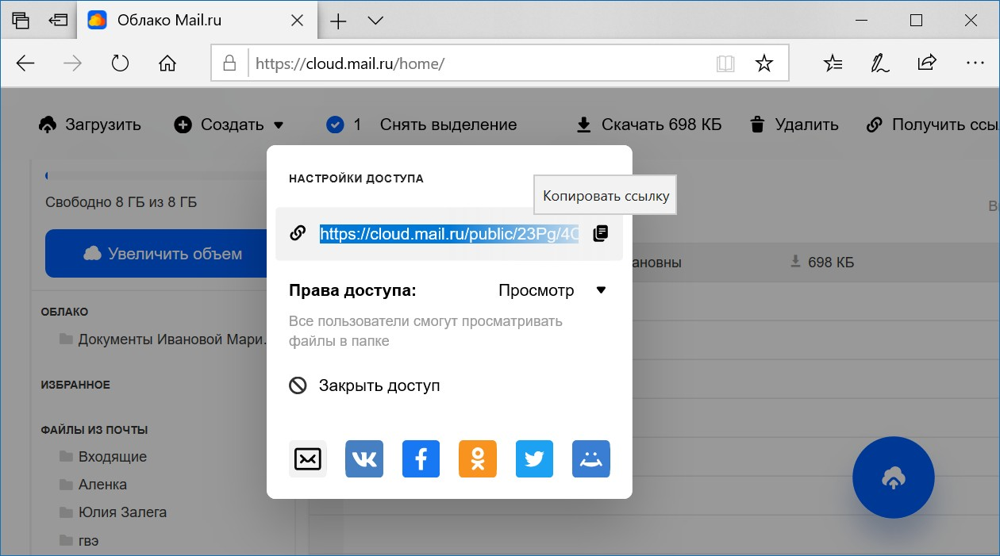 Облако Mail.ru
https://cloud.mail.ru/home/
Загрузить
Создать
1 Снять выделение
Скачать 698 КБ
Удалить
Получить ссы
Свободно 8 ГБ из 8 ГБ
Увеличить объем
ОБЛАКО
Документы Ивановой Мари.
ИЗБРАННОЕ
ФАЙЛЫ ИЗ ПОЧТЫ
Входящие
Аленка
Юлия Залега
гвэ
НАСТРОЙКИ ДОСТУПА
Копировать ссылку
https://cloud.mail.ru/public/23Pg/4C
Права доступа:
Просмотр
Все пользователи смогут просматривать
файлы в папке
Закрыть доступ
В
ановны
698 КБ